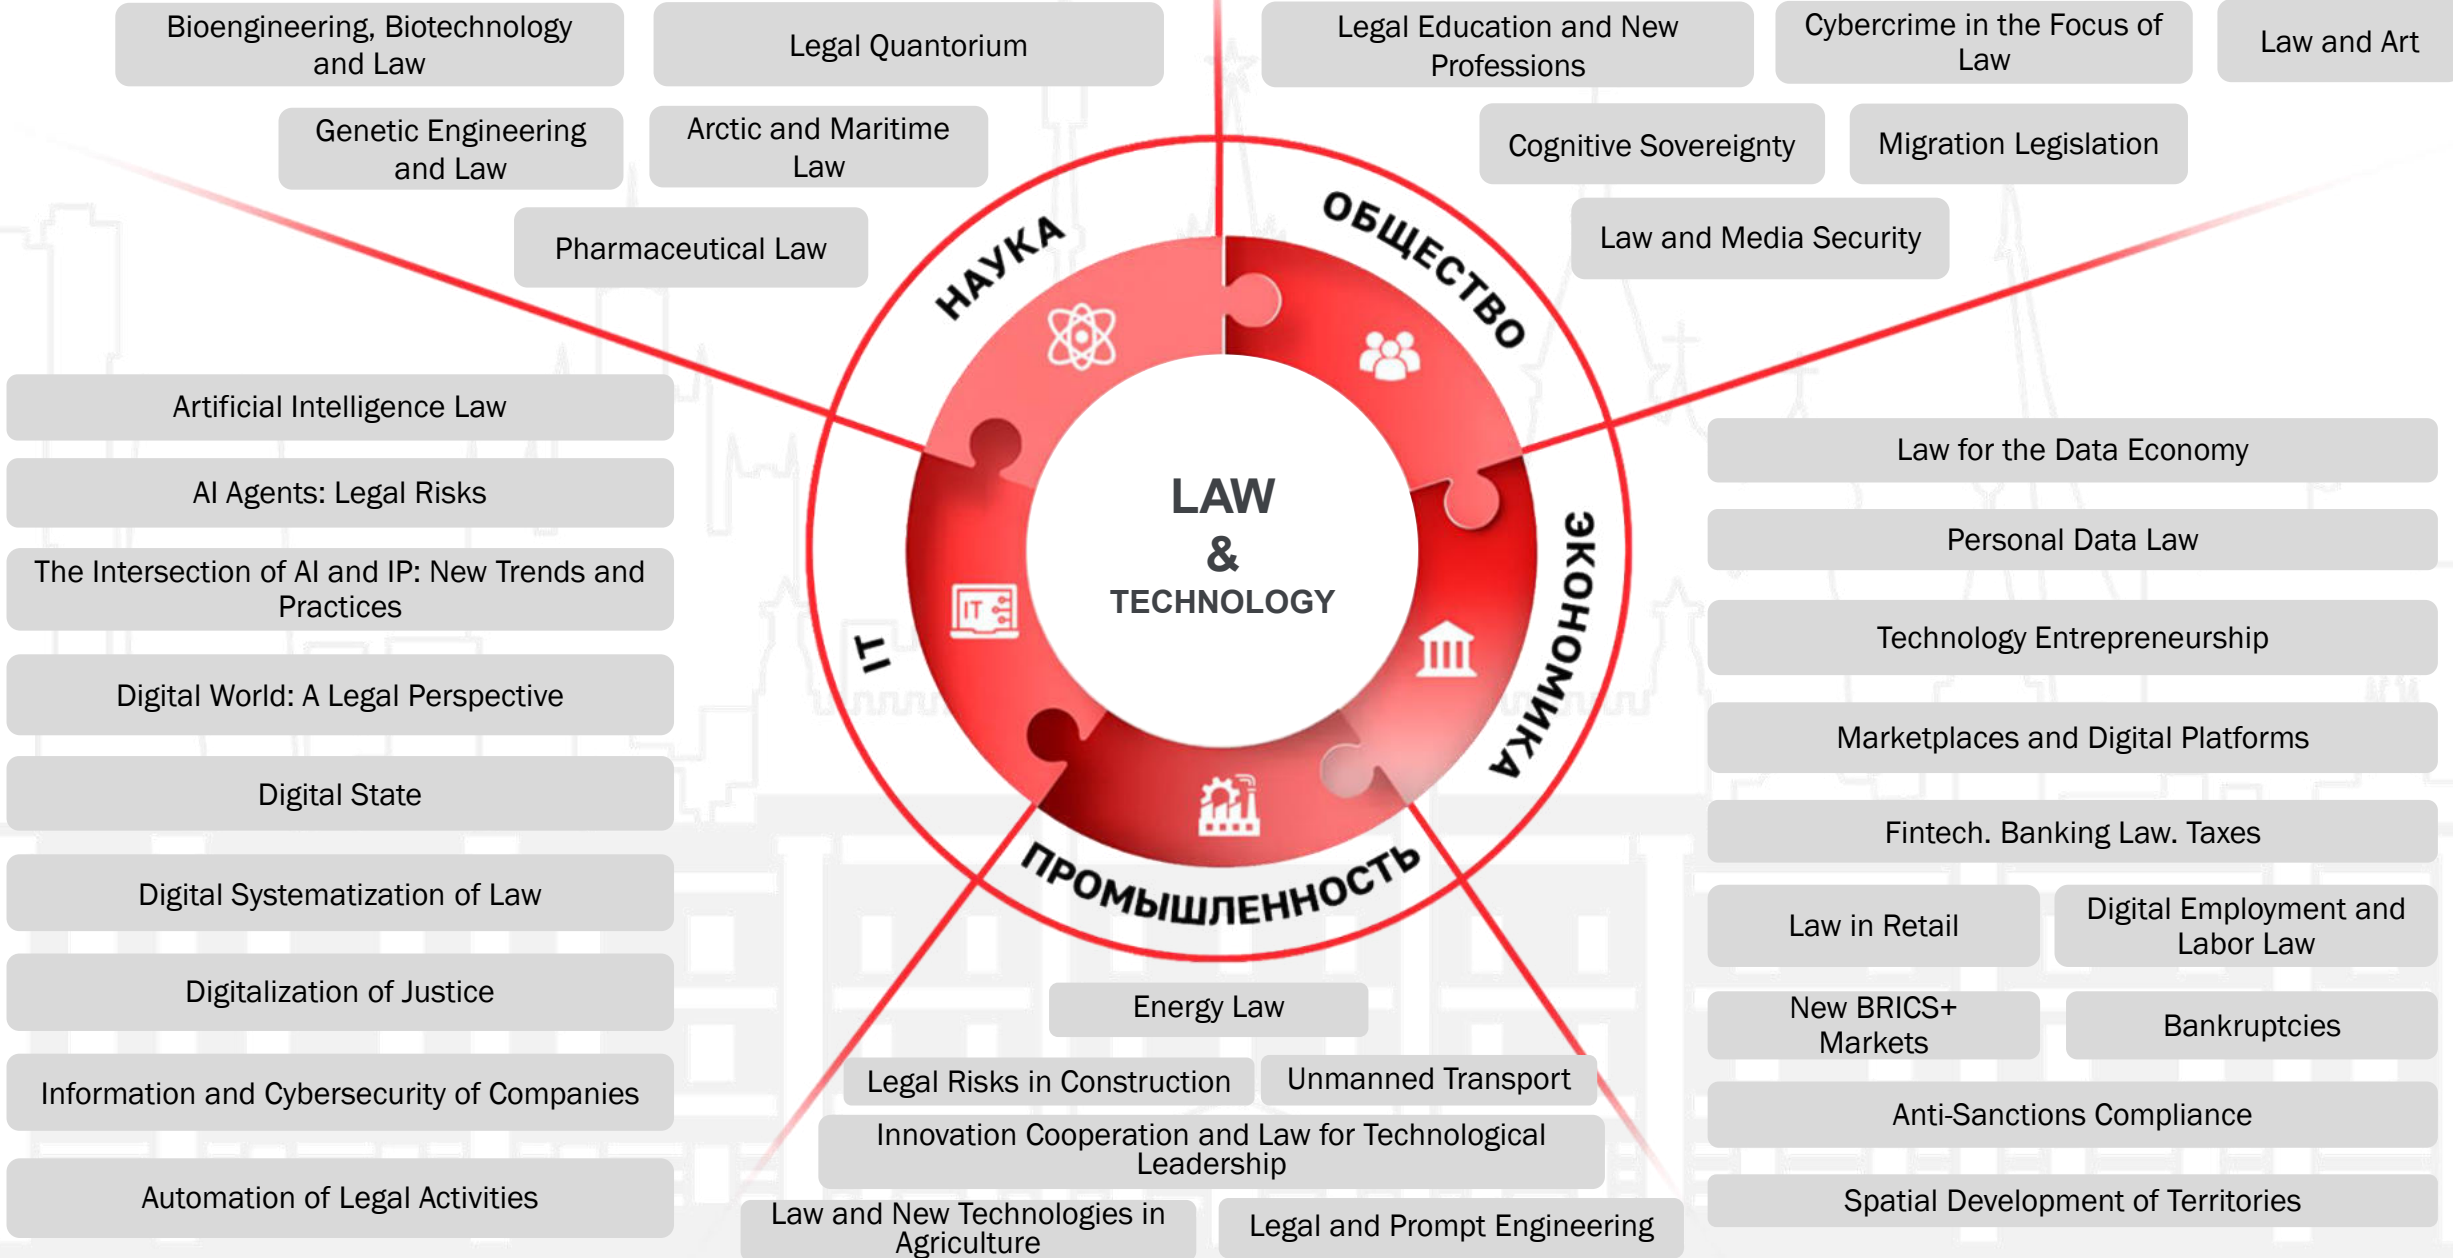 Bioengineering, Biotechnology
and Law
Legal Quantorium
Genetic Engineering
and Law
Arctic and Maritime
Law
Pharmaceutical Law
Legal Education and New
Professions
Cybercrime in the Focus of
Law
Law and Art
Cognitive Sovereignty
Migration Legislation
Law and Media Security
НАУКА
ОБЩЕСТВО
ЭКОНОМИКА
ПРОМЫШЛЕННОСТЬ
IT
IT
LAW
&
TECHNOLOGY
Artificial Intelligence Law
AI Agents: Legal Risks
The Intersection of AI and IP: New Trends and
Practices
Digital World: A Legal Perspective
Digital State
Digital Systematization of Law
Digitalization of Justice
Information and Cybersecurity of Companies
Automation of Legal Activities
Energy Law
Legal Risks in Construction
Unmanned Transport
Innovation Cooperation and Law for Technological
Leadership
Law and New Technologies in
Agriculture
Legal and Prompt Engineering
Law for the Data Economy
Personal Data Law
Technology Entrepreneurship
Marketplaces and Digital Platforms
Fintech. Banking Law. Taxes
Law in Retail
Digital Employment and
Labor Law
New BRICS+
Markets
Bankruptcies
Anti-Sanctions Compliance
Spatial Development of Territories